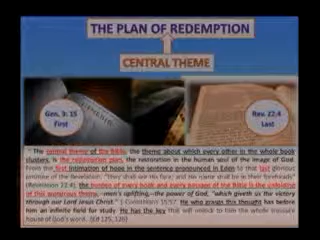 THE PLAN OF REDEMPTION
CENTRAL THEME
Gen. 3:15
First
Rev. 22:4
Last
"The central theme of the Bible, the theme about which every other in the whole book
clusters, is the redemption plan, the restoration in the human soul of the image of God.
From the first intimation of hope in the sentence pronounced in Eden to that last glorious
promise of the Revelation, "They shall see His face; and His name shall be in their foreheads"
(Revelation 22:4), the burden of every book and every passage of the Bible is the unfolding
of this wondrous theme,—man's uplifting,—the power of God, "which giveth us the victory
through our Lord Jesus Christ." 1 Corinthians 15:57. He who grasps this thought has before
him an infinite field for study. He has the key that will unlock to him the whole treasure
house of God's word. (Ed 125, 126)